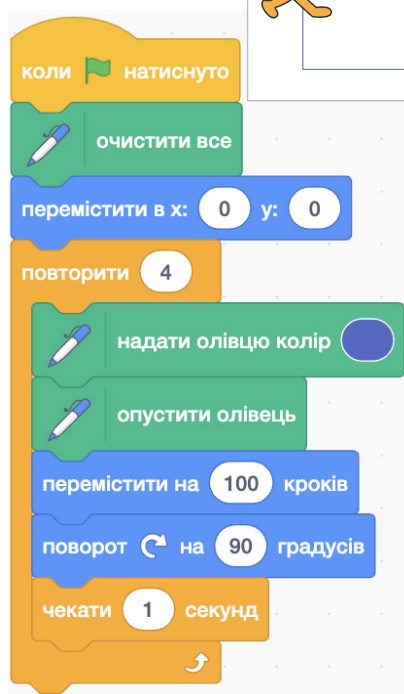 коли натиснуто
очистити все
перемістити в x: 0 y: 0
повторити 4
надати олівцю колір
опустити олівець
перемістити на 100 кроків
поворот на 90 градусів
чекати 1 секунд